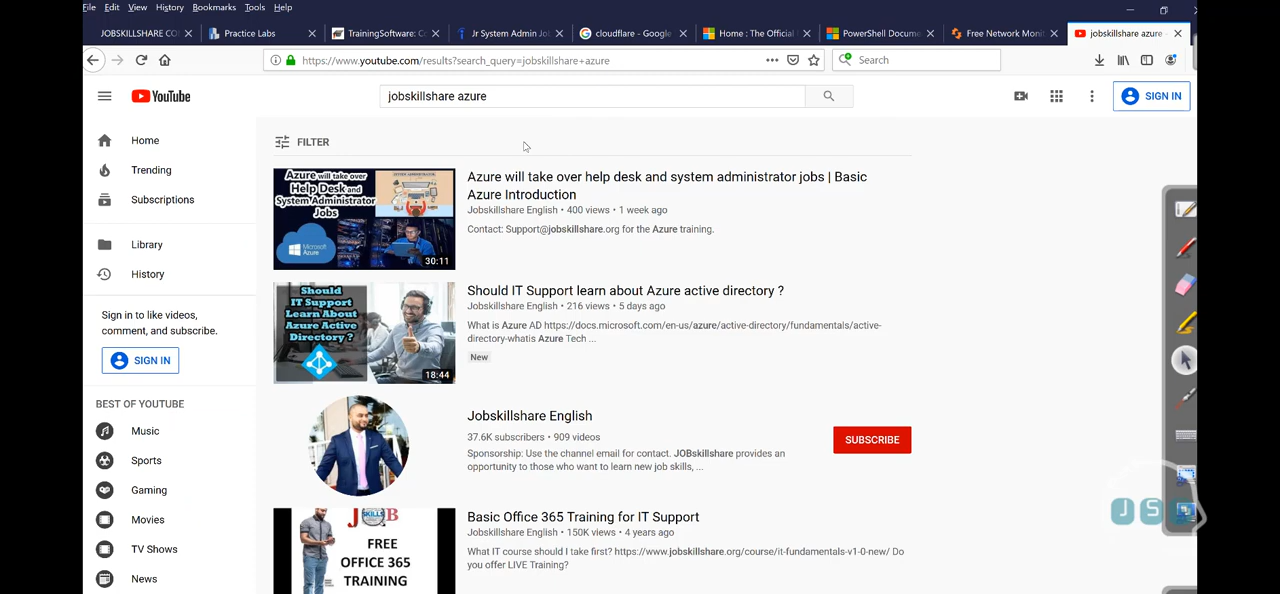 File Edit View History Bookmarks Tools Help
JOBSKILLSHARE CO
Practice Labs
TrainingSoftware: C
Jr System Admin Jo
cloudflare - Google
Home : The Official
PowerShell Docume
Free Network Moni
jobskillshare azure -
https://www.youtube.com/results?search_query=jobskillshare+azure
Search
YouTube
jobskillshare azure
SIGN IN
Home
Trending
Subscriptions
Library
History
Sign in to like videos,
comment, and subscribe.
SIGN IN
BEST OF YOUTUBE
Music
Sports
Gaming
Movies
TV Shows
News
FILTER
Azure will take over
Help Desk and
System Administrator
Jobs
Microsoft
Azure
30:11
Azure will take over help desk and system administrator jobs | Basic
Azure Introduction
Jobskillshare English • 400 views • 1 week ago
Contact: Support@jobskillshare.org for the Azure training.
Should
IT Support
Learn About
Azure Active
Directory ?
18:44
Should IT Support learn about Azure active directory ?
Jobskillshare English • 216 views • 5 days ago
What is Azure AD https://docs.microsoft.com/en-us/azure/active-directory/fundamentals/active-
directory-whatis Azure Tech ...
New
Jobskillshare English
37.6K subscribers • 909 videos
Sponsorship: Use the channel email for contact. JOBskillshare provides an
opportunity to those who want to learn new job skills, ...
SUBSCRIBE
FREE
OFFICE 365
TRAINING
Basic Office 365 Training for IT Support
Jobskillshare English • 150K views • 4 years ago
What IT course should I take first? https://www.jobskillshare.org/course/it-fundamentals-v1-0-new/ Do
you offer LIVE Training?
J S